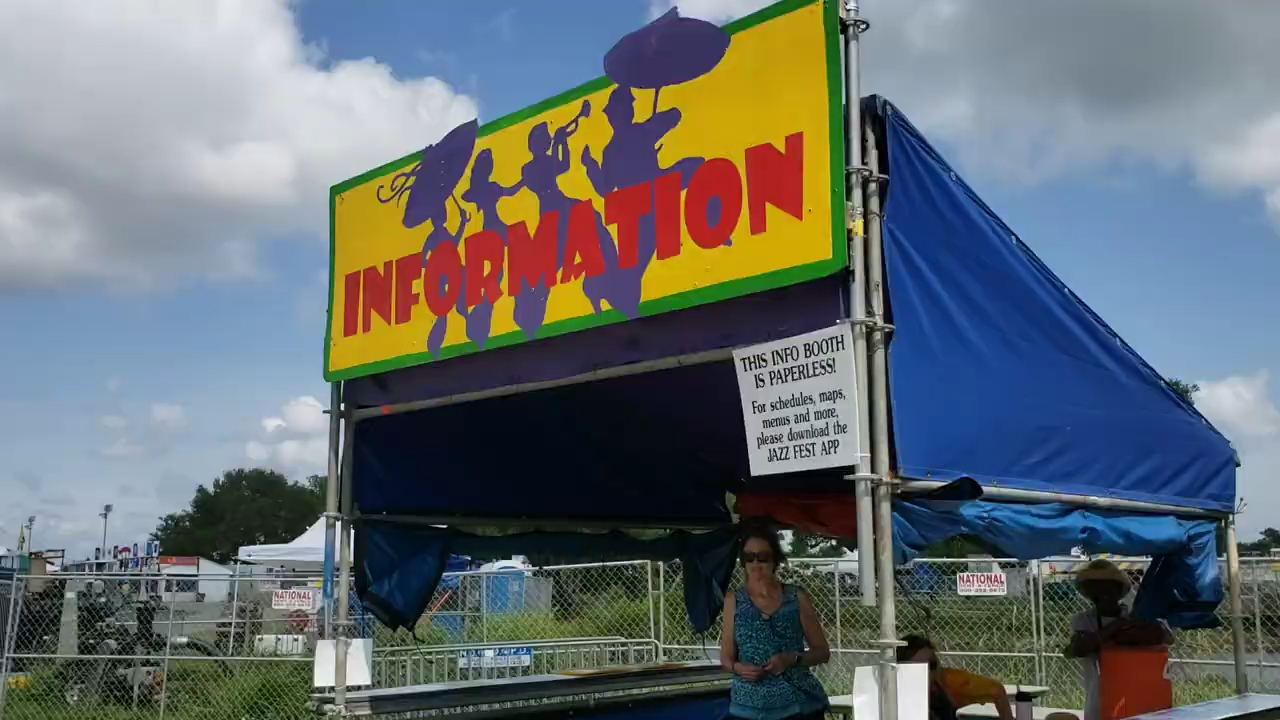 INFORMATION
THIS INFO BOOTH
IS PAPERLESS!
For schedules, maps,
menus and more,
please download the
JAZZ FEST APP
NATIONAL
NATIONAL